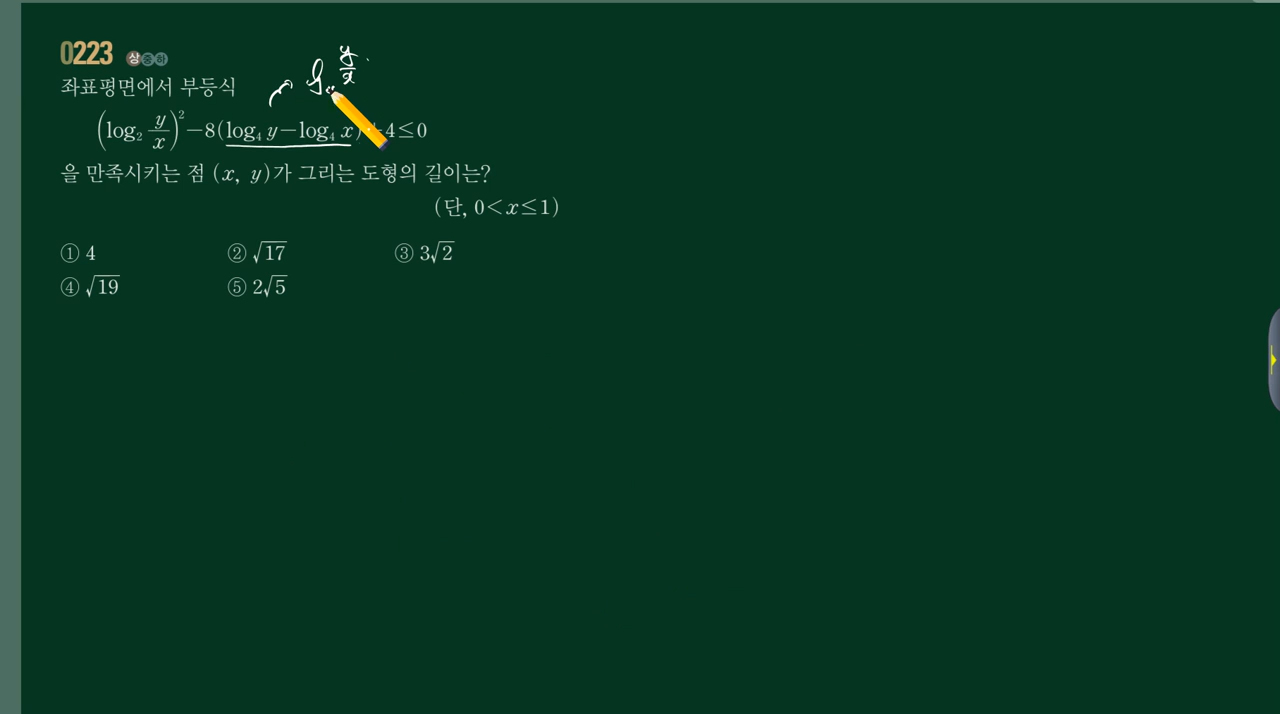 0223 상중하
좌표평면에서 부등식
y/x
(log₂ y/x)² −8(log₄ y−log₄ x)+4≤0
을 만족시키는 점 (x, y)가 그리는 도형의 길이는?
(단, 0<x≤1)
① 4 ② √17 ③ 3√2
④ √19 ⑤ 2√5